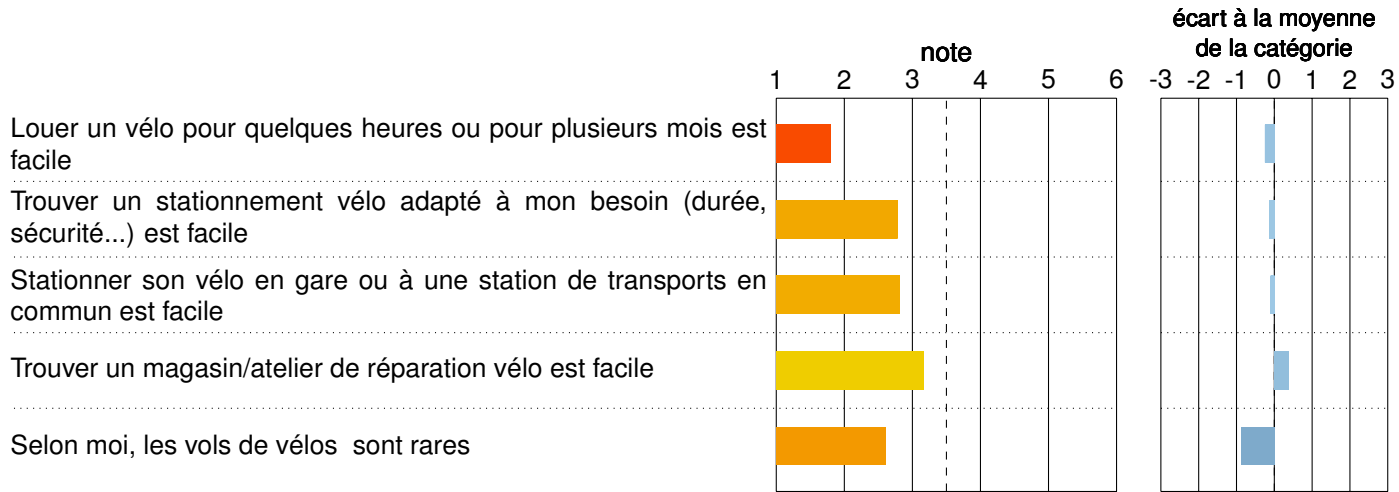 écart à la moyenne
de la catégorie
note
1 2 3 4 5 6
-3 -2 -1 0 1 2 3
Louer un vélo pour quelques heures ou pour plusieurs mois est
facile
Trouver un stationnement vélo adapté à mon besoin (durée,
sécurité...) est facile
Stationner son vélo en gare ou à une station de transports en
commun est facile
Trouver un magasin/atelier de réparation vélo est facile
Selon moi, les vols de vélos sont rares